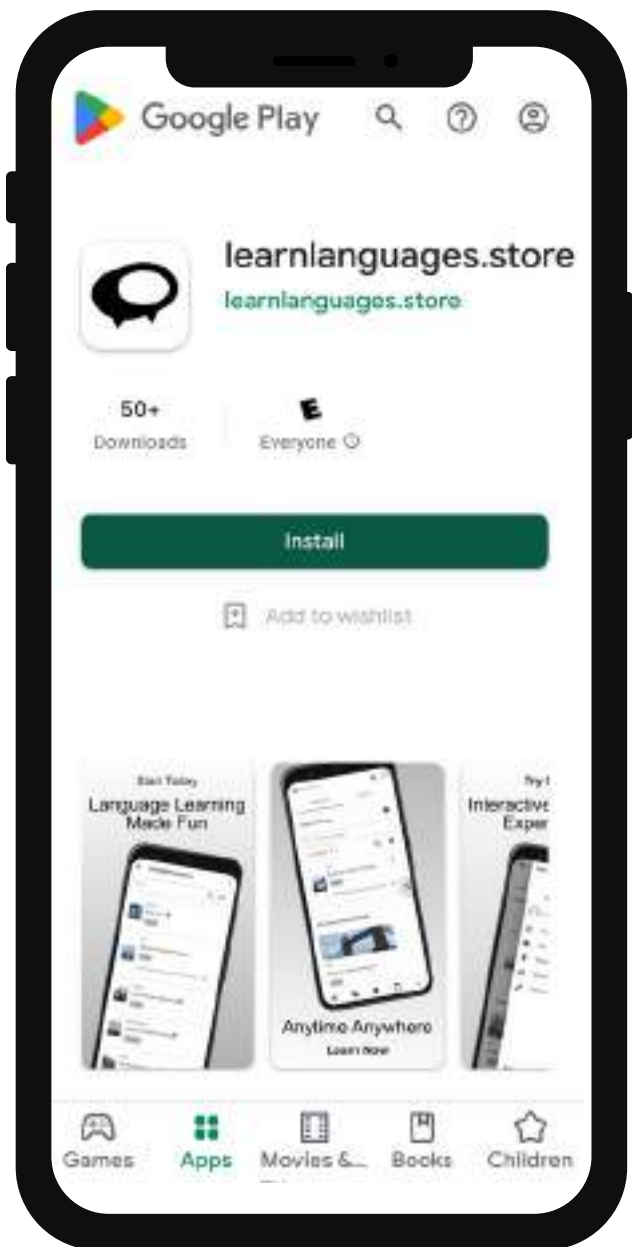 Google Play
learnlanguages.store
learnlanguages.store
50+
Downloads
E
Everyone
Install
Add to wishlist
Start Today
Language Learning
Made Fun
Anytime Anywhere
Learn Now
Interactive
Exper
Games
Apps
Movies &...
Books
Children